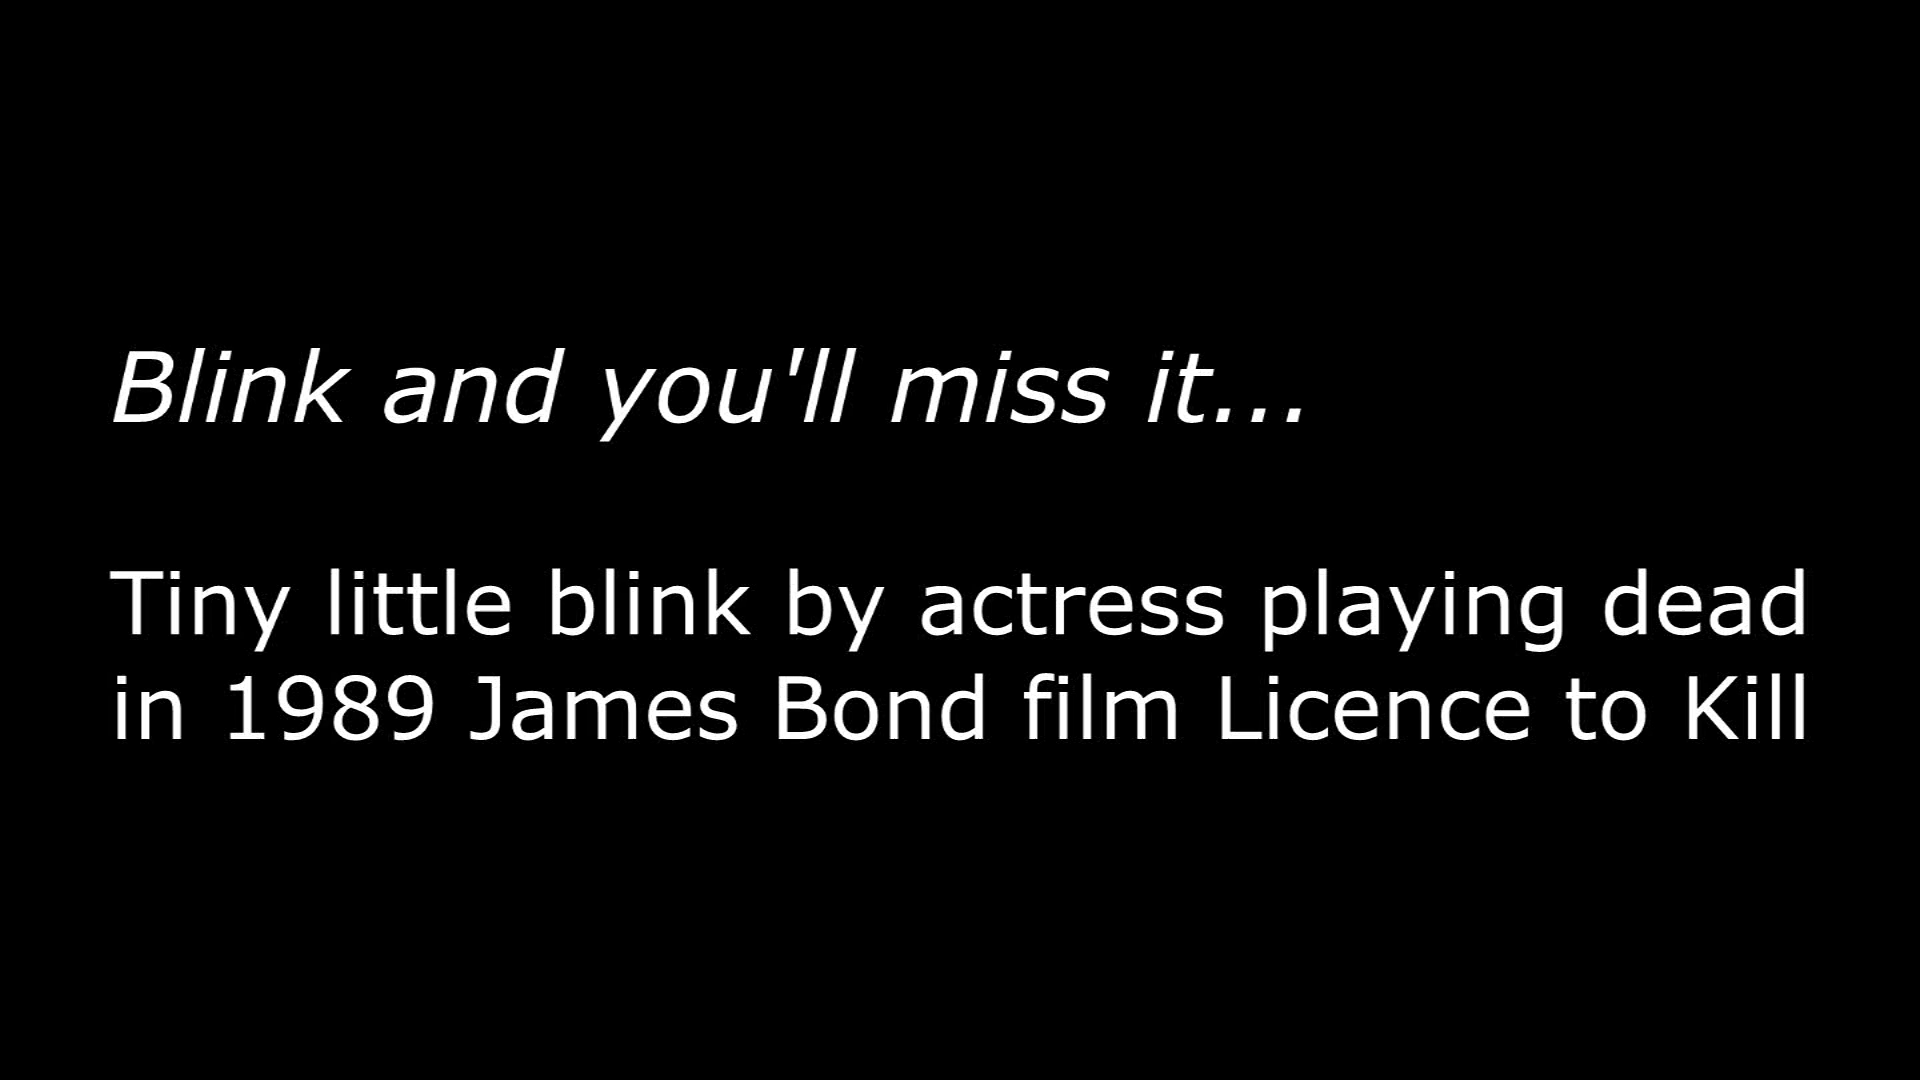 Blink and you'll miss it...
Tiny little blink by actress playing dead
in 1989 James Bond film Licence to Kill